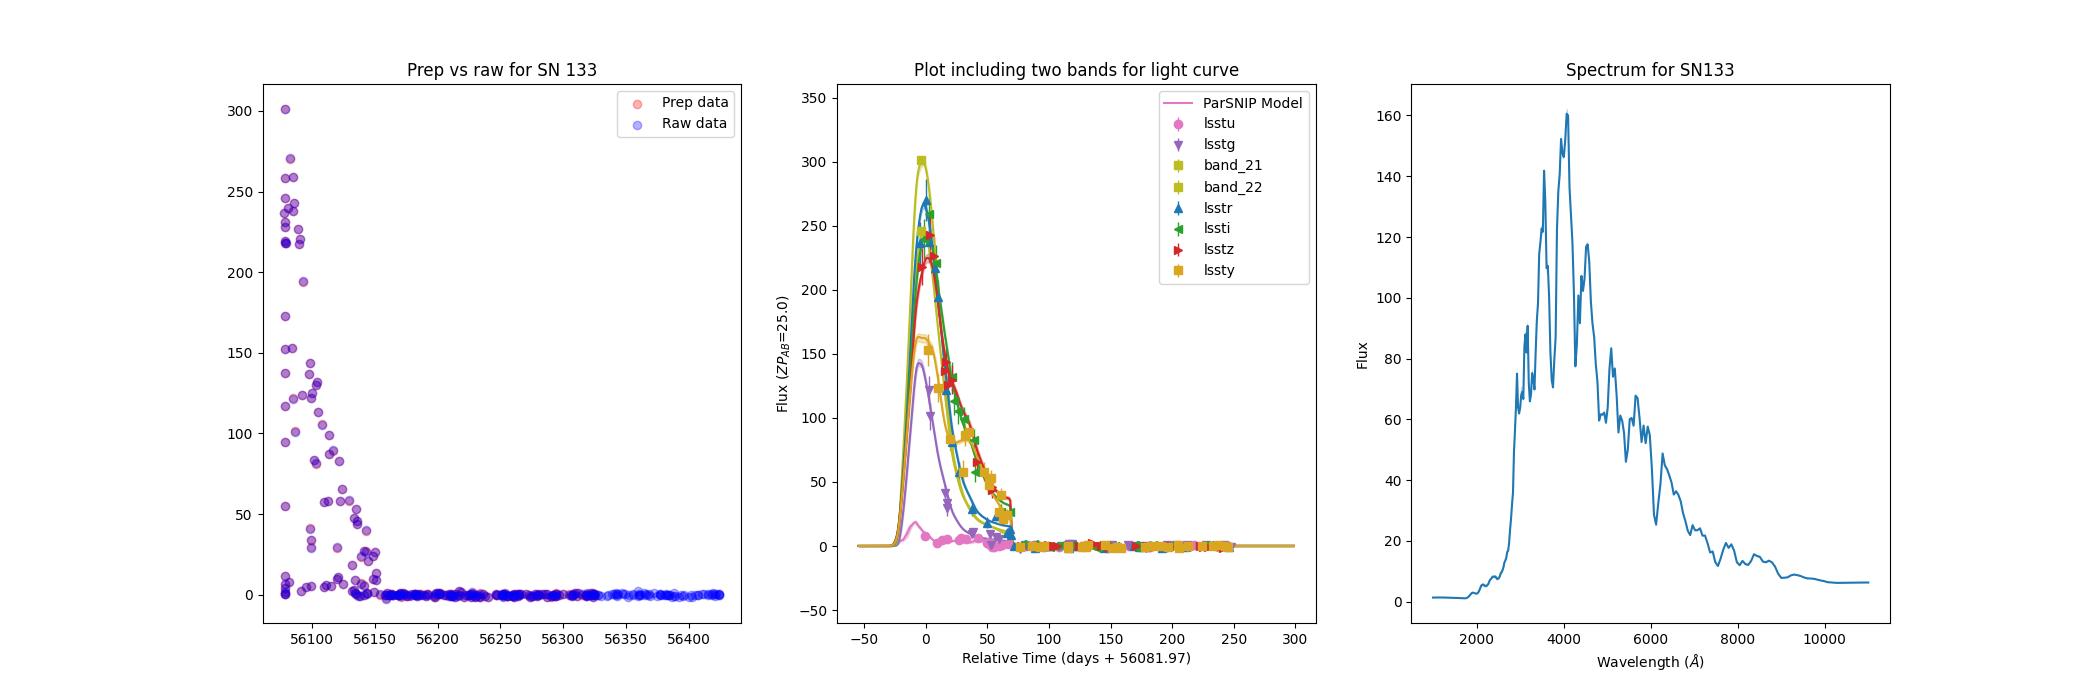 Prep vs raw for SN 133
Prep data
Raw data
300
250
200
150
100
50
0
56100
56150
56200
56250
56300
56350
56400
Plot including two bands for light curve
ParSNIP Model
lsstu
lsstg
band_21
band_22
lsstr
lssti
lsstz
lssty
Flux (ZP_AB=25.0)
350
300
250
200
150
100
50
0
−50
−50
0
50
100
150
200
250
300
Relative Time (days + 56081.97)
Spectrum for SN133
Flux
160
140
120
100
80
60
40
20
0
2000
4000
6000
8000
10000
Wavelength (Å)